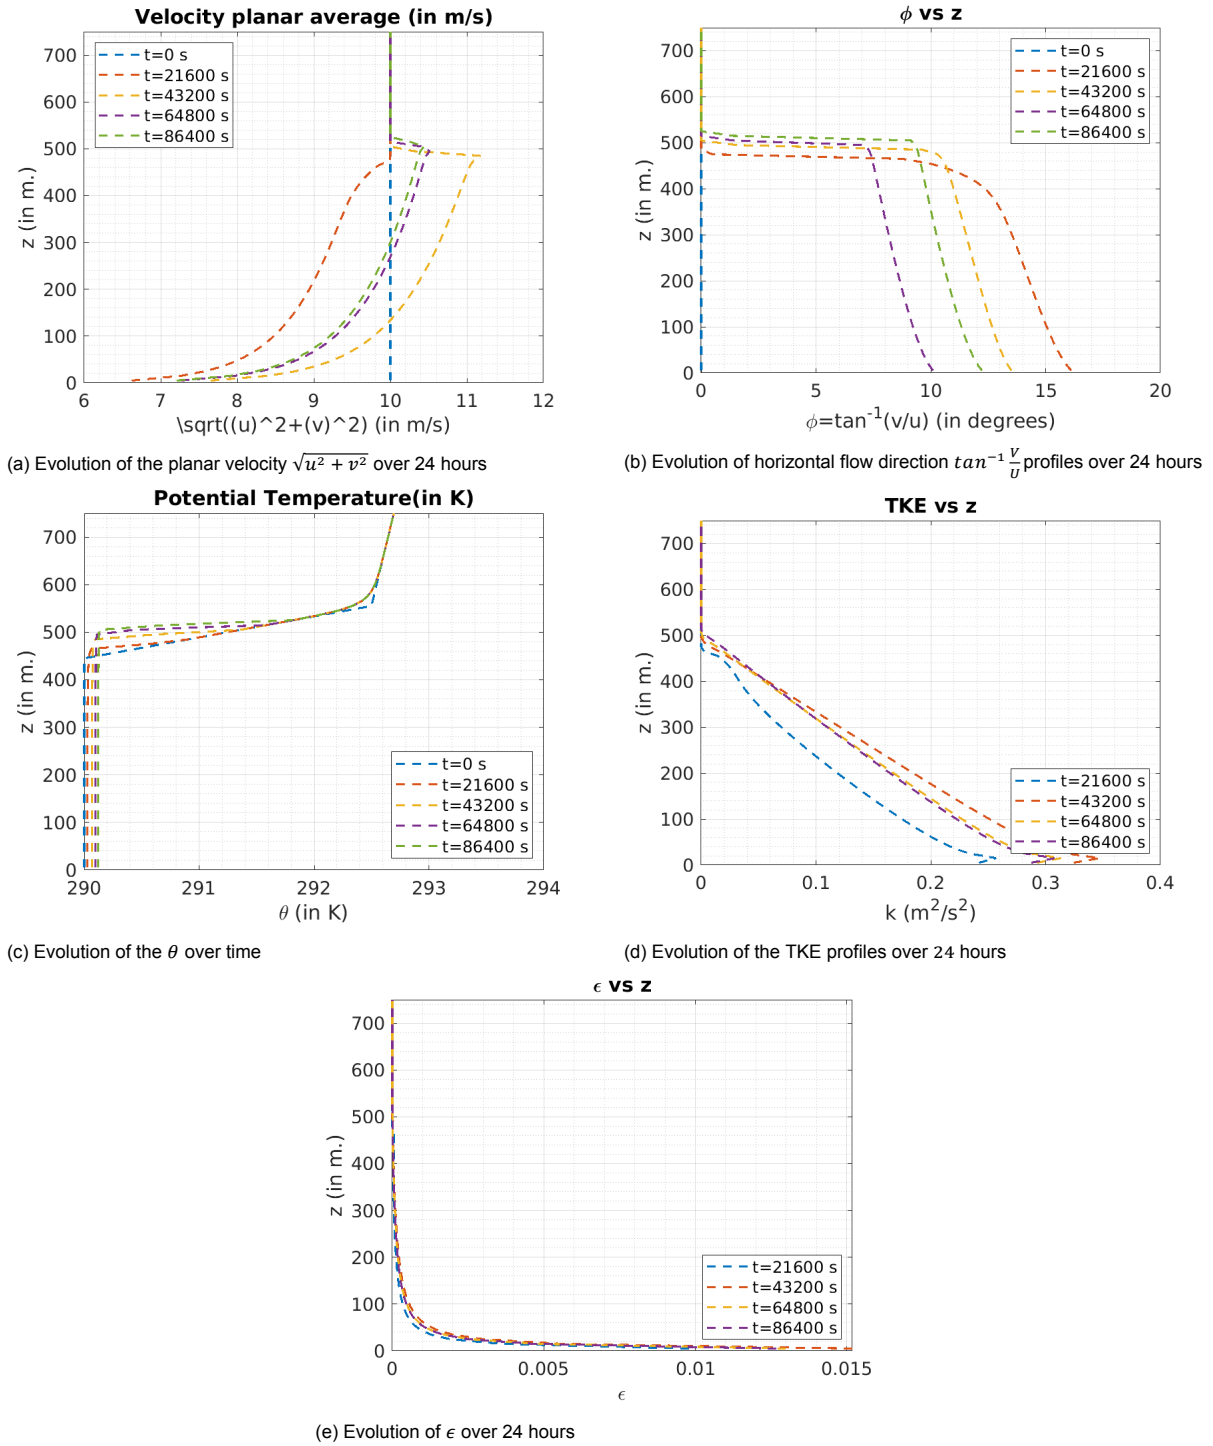 Velocity planar average (in m/s)
700
600
500
400
300
200
100
0
z (in m.)
t=0 s
t=21600 s
t=43200 s
t=64800 s
t=86400 s
6 7 8 9 10 11 12
\sqrt((u)^2+(v)^2) (in m/s)
(a) Evolution of the planar velocity √u² + v² over 24 hours
ϕ vs z
700
600
500
400
300
200
100
0
z (in m.)
t=0 s
t=21600 s
t=43200 s
t=64800 s
t=86400 s
0 5 10 15 20
ϕ=tan⁻¹(v/u) (in degrees)
(b) Evolution of horizontal flow direction tan⁻¹ V/U profiles over 24 hours
Potential Temperature(in K)
700
600
500
400
300
200
100
0
z (in m.)
t=0 s
t=21600 s
t=43200 s
t=64800 s
t=86400 s
290 291 292 293 294
θ (in K)
(c) Evolution of the θ over time
TKE vs z
700
600
500
400
300
200
100
0
z (in m.)
t=21600 s
t=43200 s
t=64800 s
t=86400 s
0 0.1 0.2 0.3 0.4
k (m²/s²)
(d) Evolution of the TKE profiles over 24 hours
ϵ vs z
700
600
500
400
300
200
100
0
z (in m.)
t=21600 s
t=43200 s
t=64800 s
t=86400 s
0 0.005 0.01 0.015
ϵ
(e) Evolution of ϵ over 24 hours